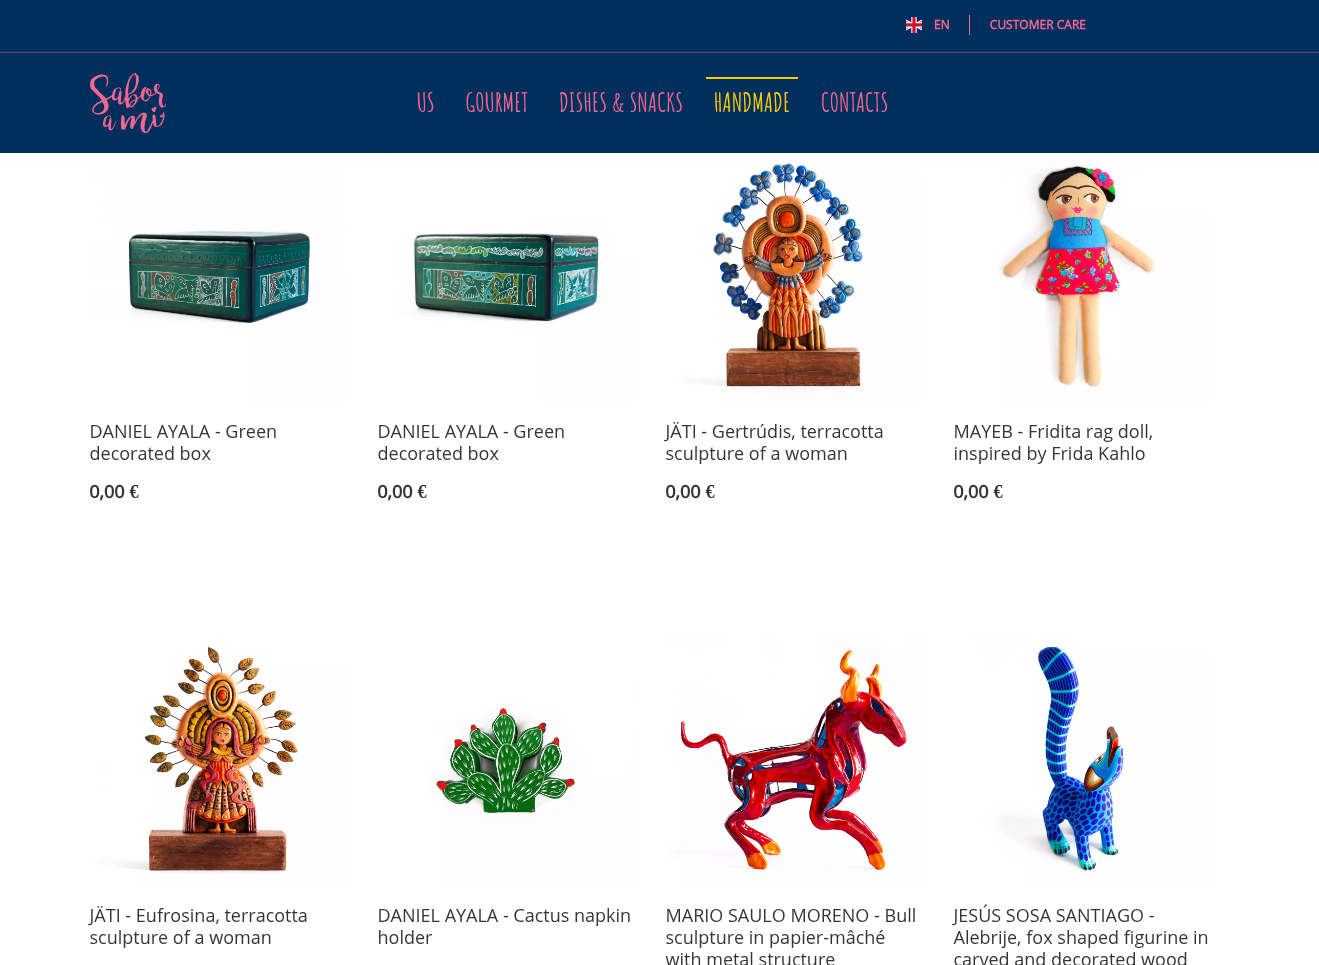 EN
CUSTOMER CARE
Sabor
a mi
US
GOURMET
DISHES & SNACKS
HANDMADE
CONTACTS
DANIEL AYALA - Green
decorated box
0,00 €
DANIEL AYALA - Green
decorated box
0,00 €
JÄTI - Gertrúdis, terracotta
sculpture of a woman
0,00 €
MAYEB - Fridita rag doll,
inspired by Frida Kahlo
0,00 €
JÄTI - Eufrosina, terracotta
sculpture of a woman
DANIEL AYALA - Cactus napkin
holder
MARIO SAULO MORENO - Bull
sculpture in papier-mâché
with metal structure
JESÚS SOSA SANTIAGO -
Alebrije, fox shaped figurine in
carved and decorated wood